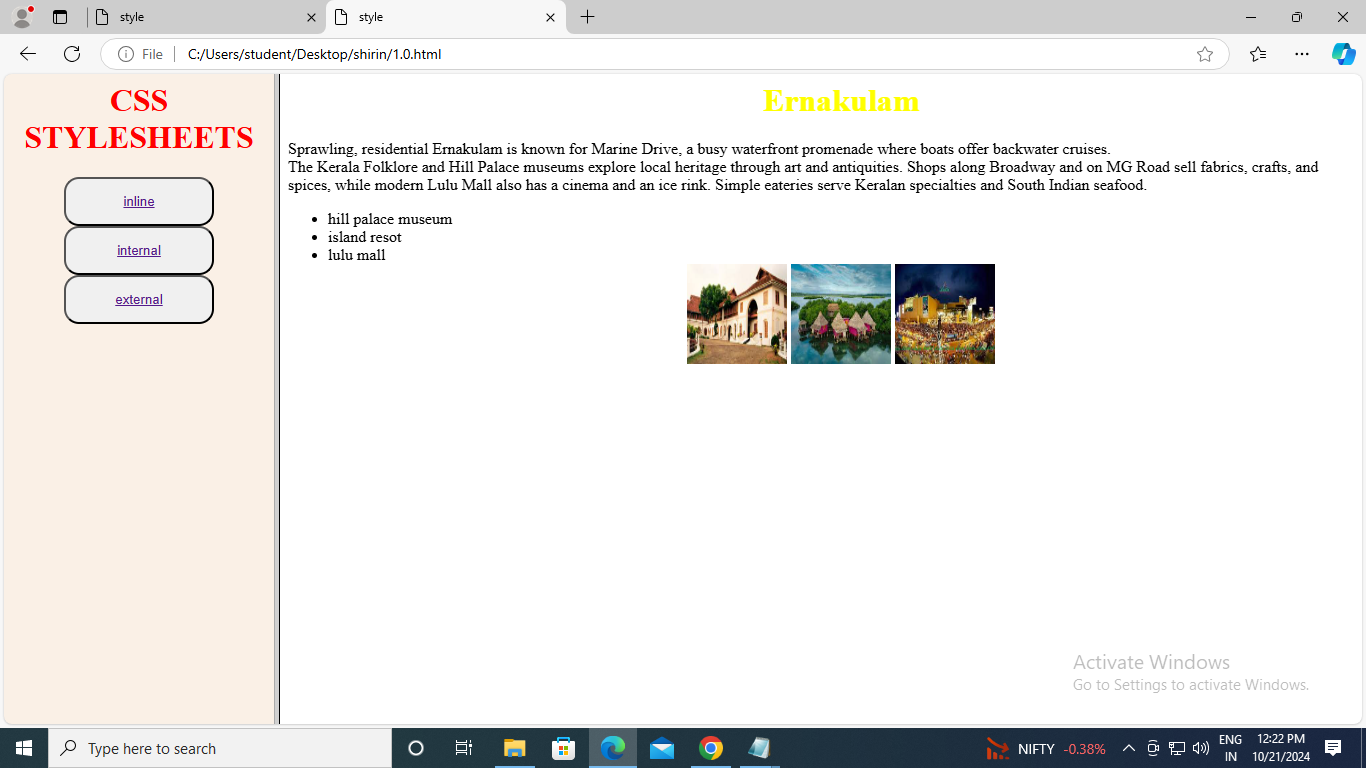 style
style
File
C:/Users/student/Desktop/shirin/1.0.html
CSS
STYLESHEETS
inline
internal
external
Ernakulam
Sprawling, residential Ernakulam is known for Marine Drive, a busy waterfront promenade where boats offer backwater cruises.
The Kerala Folklore and Hill Palace museums explore local heritage through art and antiquities. Shops along Broadway and on MG Road sell fabrics, crafts, and
spices, while modern Lulu Mall also has a cinema and an ice rink. Simple eateries serve Keralan specialties and South Indian seafood.
hill palace museum
island resot
lulu mall
Activate Windows
Go to Settings to activate Windows.
Type here to search
NIFTY -0.38%
ENG
IN
12:22 PM
10/21/2024